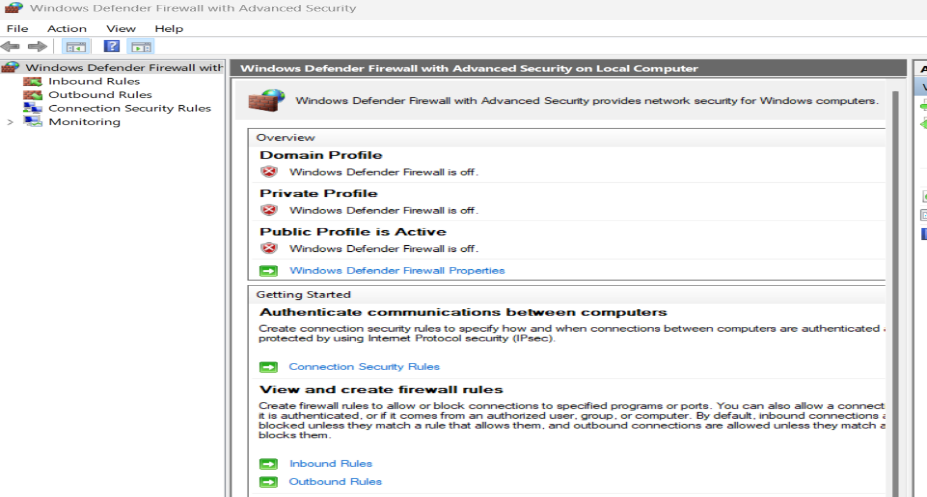 Windows Defender Firewall with Advanced Security
File Action View Help
Windows Defender Firewall with
Inbound Rules
Outbound Rules
Connection Security Rules
Monitoring
Windows Defender Firewall with Advanced Security on Local Computer
Windows Defender Firewall with Advanced Security provides network security for Windows computers.
Overview
Domain Profile
Windows Defender Firewall is off.
Private Profile
Windows Defender Firewall is off.
Public Profile is Active
Windows Defender Firewall is off.
Windows Defender Firewall Properties
Getting Started
Authenticate communications between computers
Create connection security rules to specify how and when connections between computers are authenticated
protected by using Internet Protocol security (IPsec).
Connection Security Rules
View and create firewall rules
Create firewall rules to allow or block connections to specified programs or ports. You can also allow a connect
it is authenticated, or if it comes from an authorized user, group, or computer. By default, inbound connections
blocked unless they match a rule that allows them, and outbound connections are allowed unless they match a
blocks them.
Inbound Rules
Outbound Rules